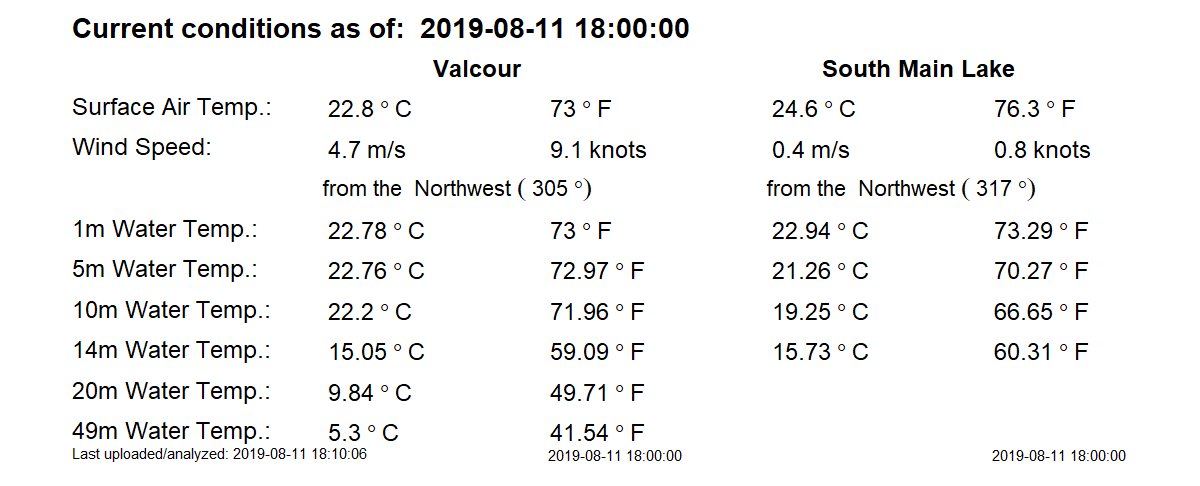 Current conditions as of: 2019-08-11 18:00:00
Valcour South Main Lake
Surface Air Temp.: 22.8 ° C 73 ° F 24.6 ° C 76.3 ° F
Wind Speed: 4.7 m/s 9.1 knots 0.4 m/s 0.8 knots
from the Northwest ( 305 °) from the Northwest ( 317 °)
1m Water Temp.: 22.78 ° C 73 ° F 22.94 ° C 73.29 ° F
5m Water Temp.: 22.76 ° C 72.97 ° F 21.26 ° C 70.27 ° F
10m Water Temp.: 22.2 ° C 71.96 ° F 19.25 ° C 66.65 ° F
14m Water Temp.: 15.05 ° C 59.09 ° F 15.73 ° C 60.31 ° F
20m Water Temp.: 9.84 ° C 49.71 ° F
49m Water Temp.: 5.3 ° C 41.54 ° F
Last uploaded/analyzed: 2019-08-11 18:10:06 2019-08-11 18:00:00 2019-08-11 18:00:00